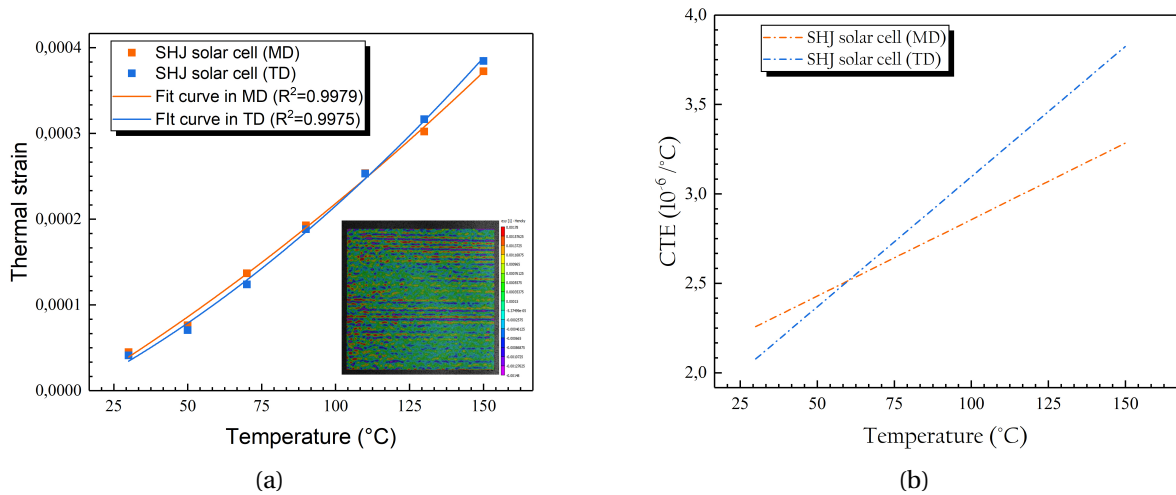 0,0004
0,0003
0,0002
0,0001
0,0000
Thermal strain
SHJ solar cell (MD)
SHJ solar cell (TD)
Fit curve in MD (R²=0.9979)
FIt curve in TD (R²=0.9975)
25 50 75 100 125 150
Temperature (°C)
(a)
4,0
3,5
3,0
2,5
2,0
CTE (10⁻⁶ /°C)
SHJ solar cell (MD)
SHJ solar cell (TD)
25 50 75 100 125 150
Temperature (°C)
(b)